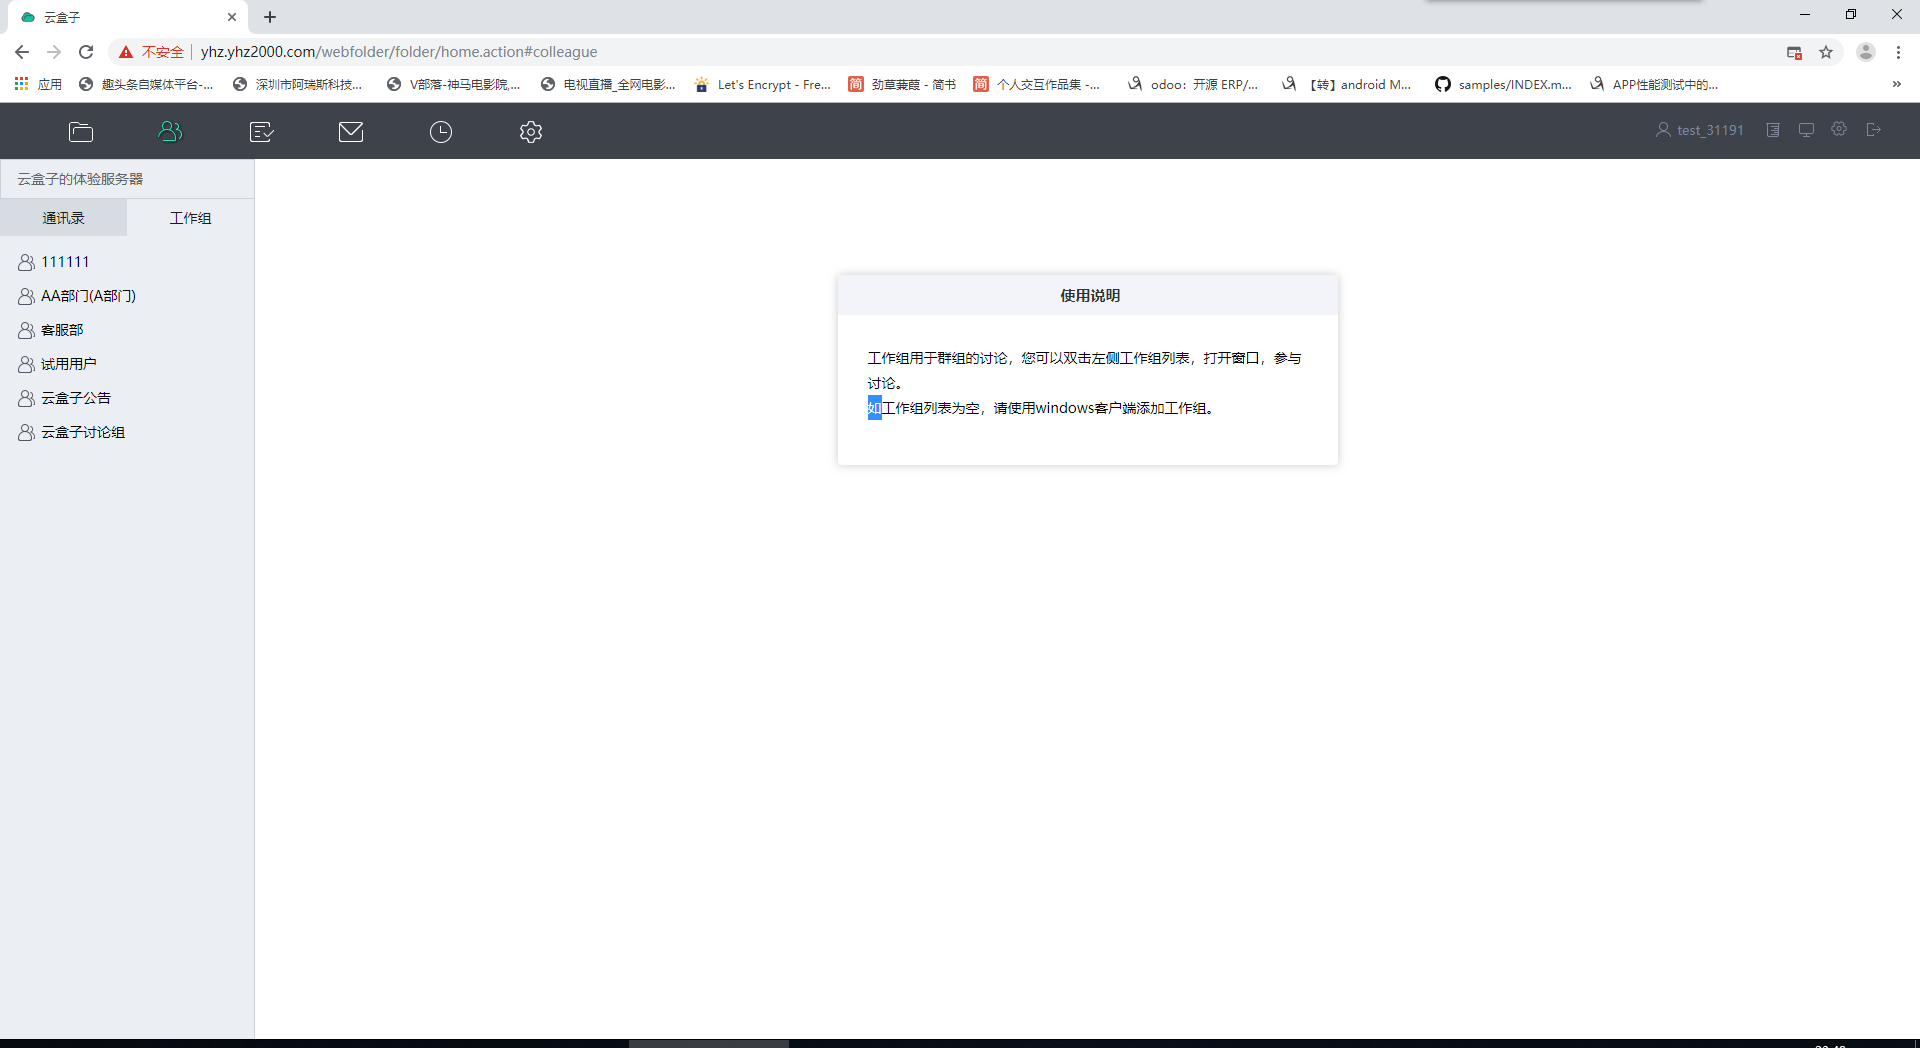 云盒子
不安全 yhz.yhz2000.com/webfolder/folder/home.action#colleague
应用 趣头条自媒体平台-... 深圳市阿瑞斯科技... V部落-神马电影院,... 电视直播_全网电影... Let's Encrypt - Fre... 简 劲草蒹葭 - 简书 简 个人交互作品集 -... odoo：开源 ERP/... 【转】android M... samples/INDEX.m... APP性能测试中的... »
test_31191
云盒子的体验服务器
通讯录 工作组
111111
AA部门(A部门)
客服部
试用用户
云盒子公告
云盒子讨论组
使用说明
工作组用于群组的讨论，您可以双击左侧工作组列表，打开窗口，参与
讨论。
如工作组列表为空，请使用windows客户端添加工作组。